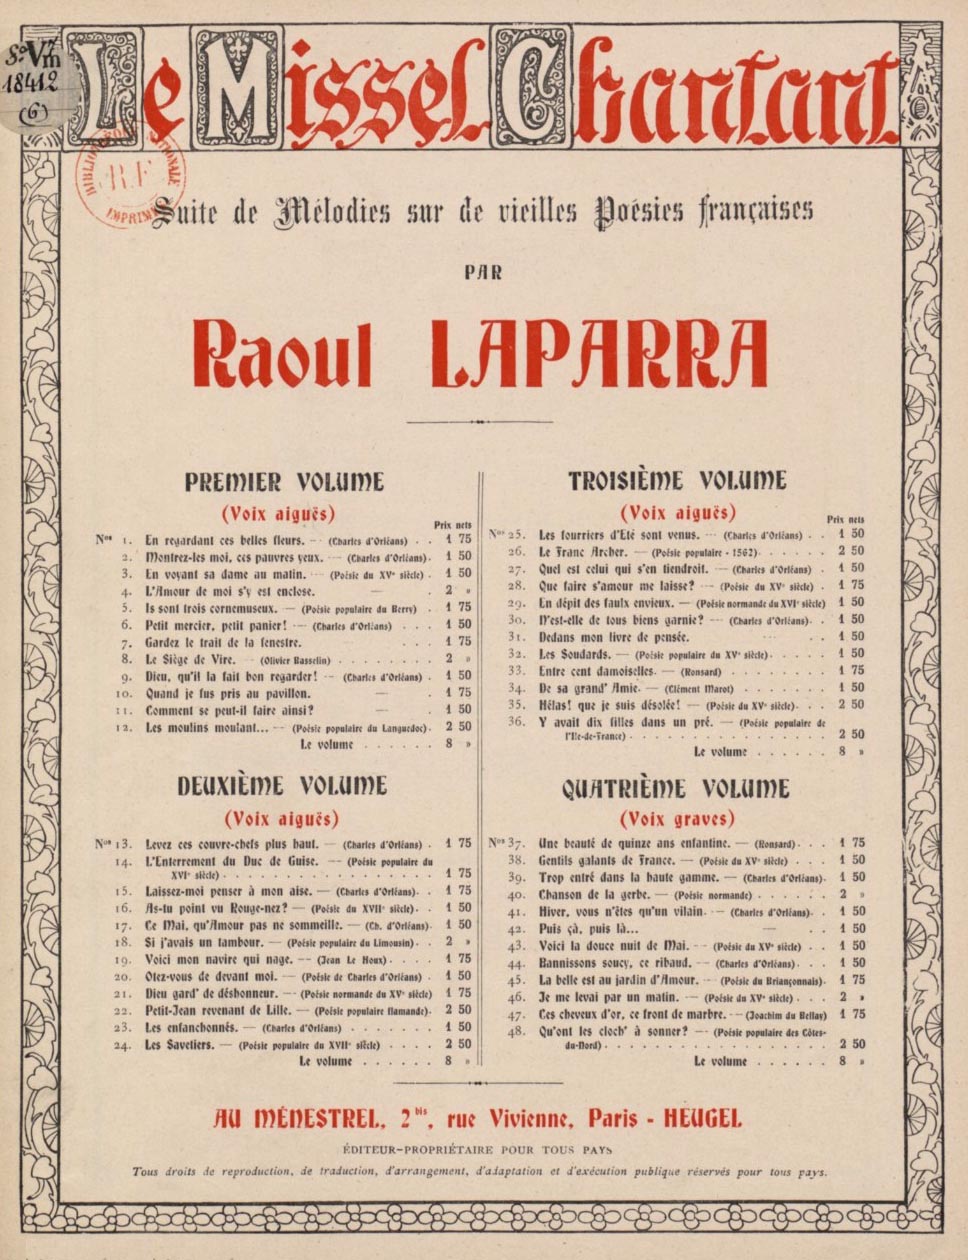 Sº Vm⁷
18412
(6)
Le Missel Chantant
BIBLIOTHÈQUE NATIONALE
R.F.
IMPRIMÉS
Suite de Mélodies sur de vieilles Poésies françaises
PAR
Raoul LAPARRA
PREMIER VOLUME
(Voix aiguës)
Prix nets
Nos 1. En regardant ces belles fleurs. — (Charles d'Orléans) . . 1 75
2. Montrez-les moi, ces pauvres yeux. — (Charles d'Orléans). 1 50
3. En voyant sa dame au matin. — (Poésie du XVe siècle) . 1 50
4. L'Amour de moi s'y est enclose. — . 2 »
5. Is sont trois cornemuseux. — (Poésie populaire du Berry) . 1 75
6. Petit mercier, petit panier! — (Charles d'Orléans) . . . 1 50
7. Gardez le trait de la fenestre. . . 1 75
8. Le Siège de Vire. — (Olivier Basselin) . . . . . . . . 2 »
9. Dieu, qu'il la fait bon regarder! — (Charles d'Orléans) . 1 50
10. Quand je fus pris au pavillon. — . 1 75
11. Comment se peut-il faire ainsi? — . 1 50
12. Les moulins moulant... — (Poésie populaire du Languedoc) . 2 50
Le volume . . . . . . 8 »
DEUXIÈME VOLUME
(Voix aiguës)
Nos 13. Levez ces couvre-chefs plus haut. — (Charles d'Orléans) . 1 75
14. L'Enterrement du Duc de Guise. — (Poésie populaire du
XVIe siècle) . . . . . . . . . . . . . . . . . 1 75
15. Laissez-moi penser à mon aise. — (Charles d'Orléans). . 1 75
16. As-tu point vu Rouge-nez? — (Poésie du XVIIe siècle). . 1 50
17. Ce Mai, qu'Amour pas ne sommeille. — (Ch. d'Orléans) . 1 50
18. Si j'avais un tambour. — (Poésie populaire du Limousin) . . 2 »
19. Voici mon navire qui nage. — (Jean Le Houx) . . . . 1 75
20. Otez-vous de devant moi. — (Poésie de Charles d'Orléans) . 1 50
21. Dieu gard' de déshonneur. — (Poésie normande du XVe siècle) 1 75
22. Petit-Jean revenant de Lille. — (Poésie populaire flamande) . 2 50
23. Les enfanchonnés. — (Charles d'Orléans) . . . . . . 1 50
24. Les Saveliers. — (Poésie populaire du XVIIe siècle) . . . . 2 50
Le volume . . . . . . 8 »
TROISIÈME VOLUME
(Voix aiguës)
Prix nets
Nos 25. Les fourriers d'Eté sont venus. — (Charles d'Orléans) . . 1 50
26. Le Franc Archer. — (Poésie populaire - 1562) . . . . . . 2 50
27. Quel est celui qui s'en tiendroit. — (Charles d'Orléans) . 1 50
28. Que faire s'amour me laisse? — (Poésie du XVe siècle) . 1 75
29. En dépit des faulx envieux. — (Poésie normande du XVIe siècle) 1 50
30. N'est-elle de tous biens garnie? — (Charles d'Orléans) . . 1 50
31. Dedans mon livre de pensée. — . . 1 50
32. Les Soudards. — (Poésie populaire du XVe siècle) . . . . . 1 50
33. Entre cent damoiselles. — (Ronsard) . . . . . . . . 1 75
34. De sa grand' Amie. — (Clément Marot) . . . . . . . 1 50
35. Hélas! que je suis désolée! — (Poésie du XVe siècle) . . . 2 50
36. Y avait dix filles dans un pré. — (Poésie populaire de
l'Ile-de-France) . . . . . . . . . . . . . . . . 2 50
Le volume . . . . . . 8 »
QUATRIÈME VOLUME
(Voix graves)
Nos 37. Une beauté de quinze ans enfantine. — (Ronsard) . . . 1 75
38. Gentils galants de France. — (Poésie du XVe siècle) . . . 1 50
39. Trop entré dans la haute gamme. — (Charles d'Orléans) . 1 50
40. Chanson de la gerbe. — (Poésie normande) . . . . . . 2 »
41. Hiver, vous n'êtes qu'un vilain. — (Charles d'Orléans) . . 1 50
42. Puis çà, puis là... — . . 1 50
43. Voici la douce nuit de Mai. — (Poésie du XVe siècle) . . 1 50
44. Bannissons soucy, ce ribaud. — (Charles d'Orléans) . . . 1 50
45. La belle est au jardin d'Amour. — (Poésie du Briançonnais) . 1 75
46. Je me levai par un matin. — (Poésie du XVe siècle) . . . 2 »
47. Ces cheveux d'or, ce front de marbre. — (Joachim du Bellay) 1 75
48. Qu'ont les cloch' à sonner? — (Poésie populaire des Côtes-
du-Nord) . . . . . . . . . . . . . . . . . . 2 50
Le volume . . . . . . 8 »
AU MÉNESTREL, 2 bis, rue Vivienne, Paris - HEUGEL
ÉDITEUR-PROPRIÉTAIRE POUR TOUS PAYS
Tous droits de reproduction, de traduction, d'arrangement, d'adaptation et d'exécution publique réservés pour tous pays.